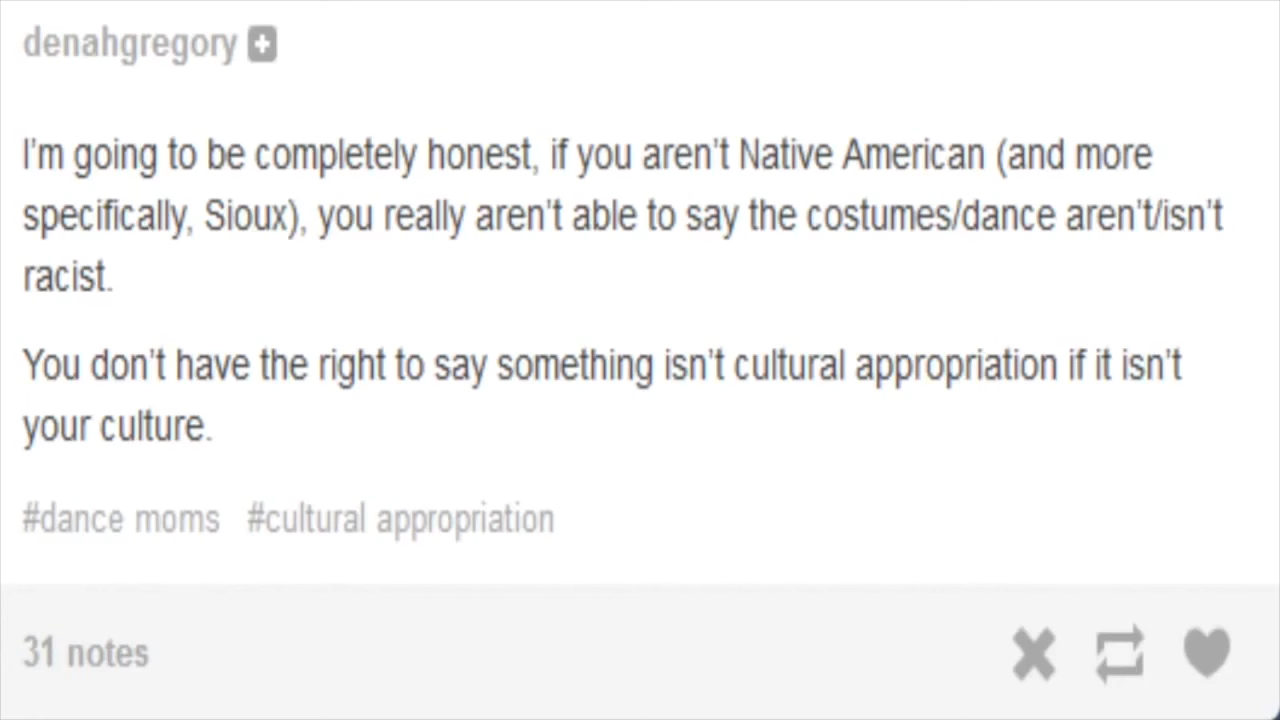 denahgregory
I'm going to be completely honest, if you aren't Native American (and more
specifically, Sioux), you really aren't able to say the costumes/dance aren't/isn't
racist.
You don't have the right to say something isn't cultural appropriation if it isn't
your culture.
#dance moms #cultural appropriation
31 notes